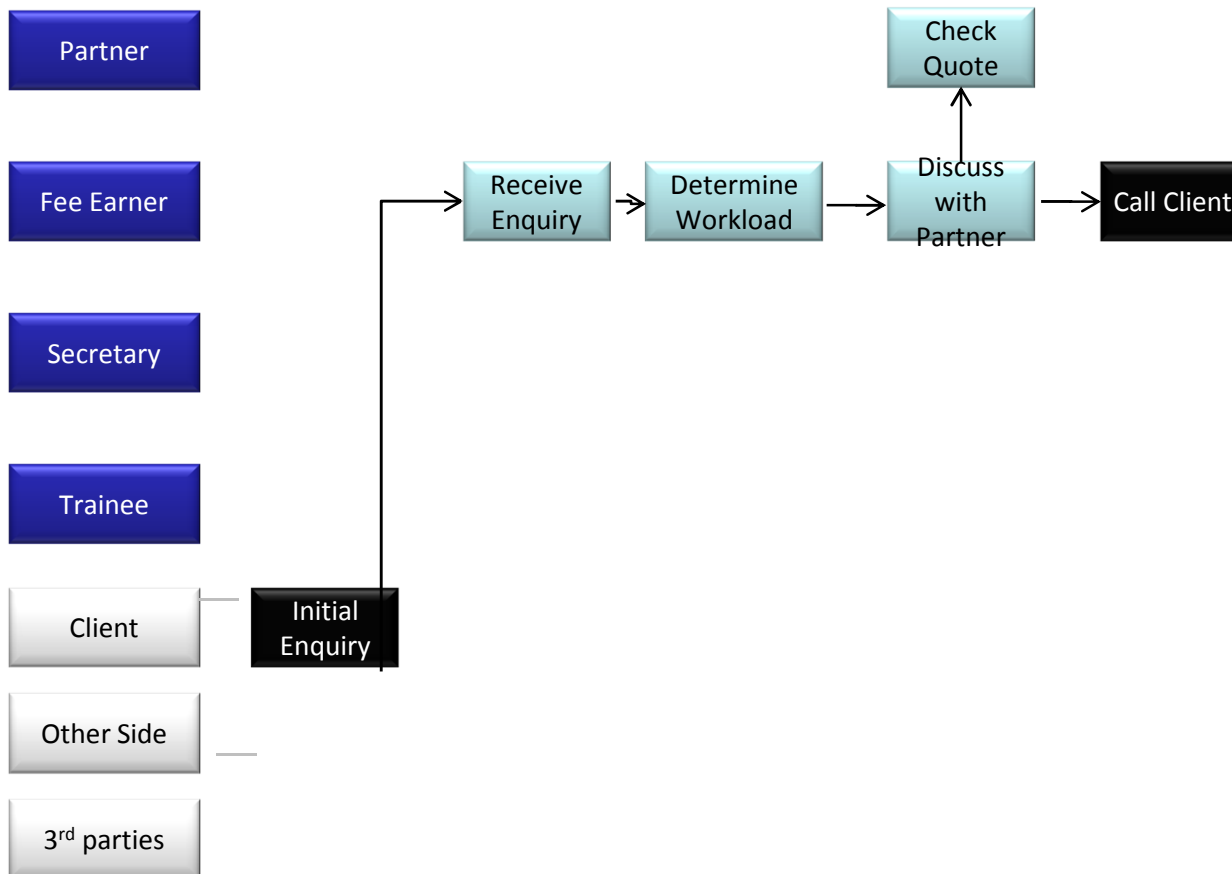 Partner
Check
Quote
Fee Earner
Receive
Enquiry
Determine
Workload
Discuss
with
Partner
Call Client
Secretary
Trainee
Client
Initial
Enquiry
Other Side
3rd parties